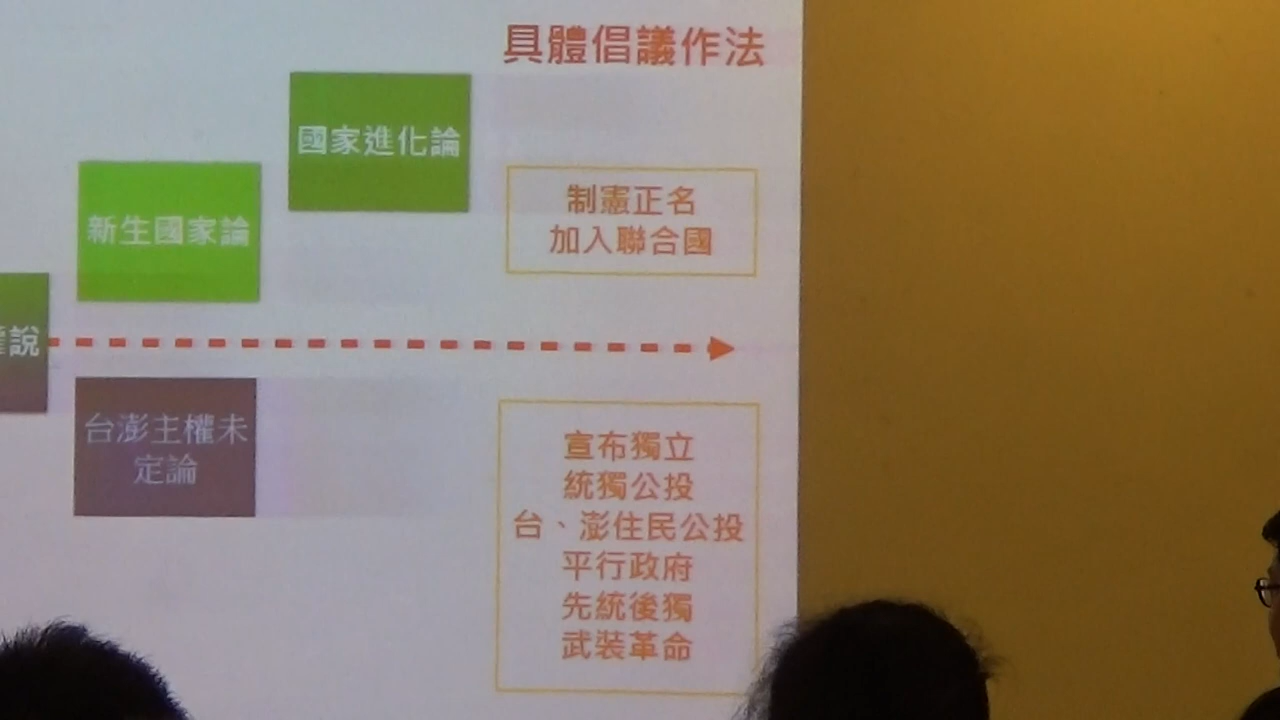 具體倡議作法
國家進化論
新生國家論
制憲正名
加入聯合國
說
台澎主權未
定論
宣布獨立
統獨公投
台、澎住民公投
平行政府
先統後獨
武裝革命